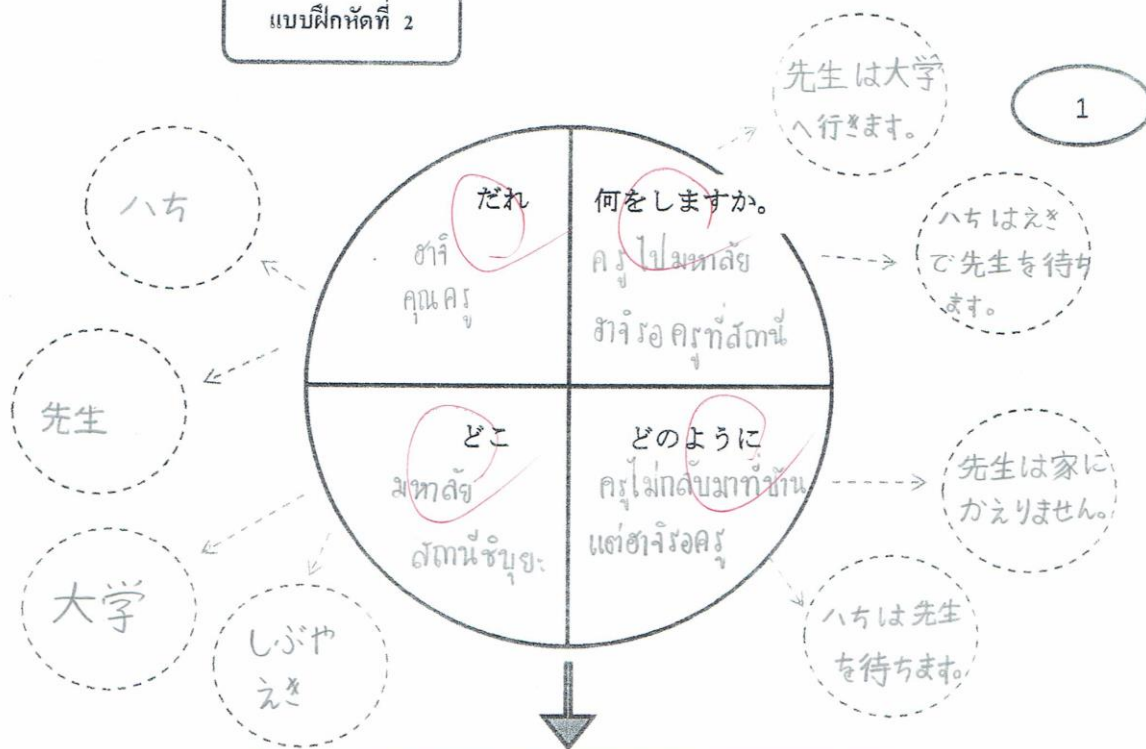 แบบฝึกหัดที่ 2
1
先生は大学
へ行きます。
ハちはえき
で先生を待ち
ます。
ハち
先生
だれ
ฮาจิ
คุณครู
何をしますか。
ครูไปมหาลัย
ฮาจิรอครูที่สถานี
どこ
มหาลัย
สถานีชิบุยะ
どのように
ครูไม่กลับมาที่บ้าน
แต่ฮาจิรอครู
先生は家に
かえりません。
大学
しぶや
えき
ハちは先生
を待ちます。